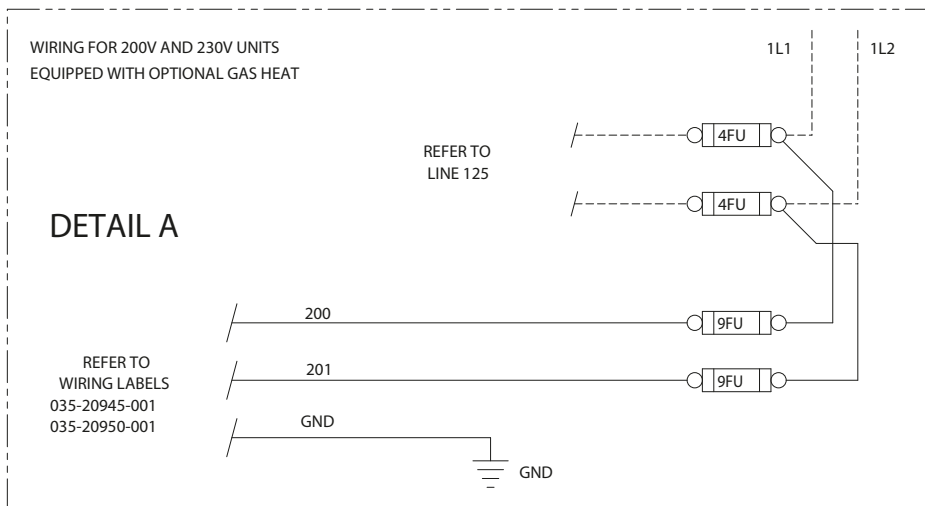 WIRING FOR 200V AND 230V UNITS
EQUIPPED WITH OPTIONAL GAS HEAT
1L1
1L2
4FU
REFER TO
LINE 125
4FU
DETAIL A
200
9FU
REFER TO
WIRING LABELS
035-20945-001
035-20950-001
201
9FU
GND
GND